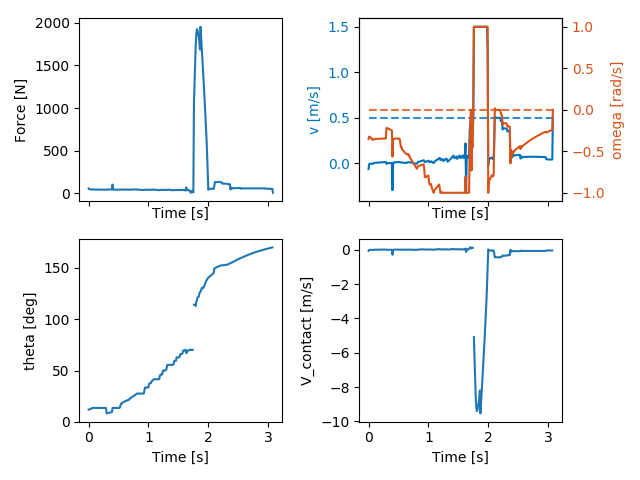 2000
1500
1000
500
0
Force [N]
Time [s]
1.5
1.0
0.5
0.0
v [m/s]
1.0
0.5
0.0
−0.5
−1.0
omega [rad/s]
Time [s]
150
100
50
0
theta [deg]
0 1 2 3
Time [s]
0
−2
−4
−6
−8
−10
V_contact [m/s]
0 1 2 3
Time [s]